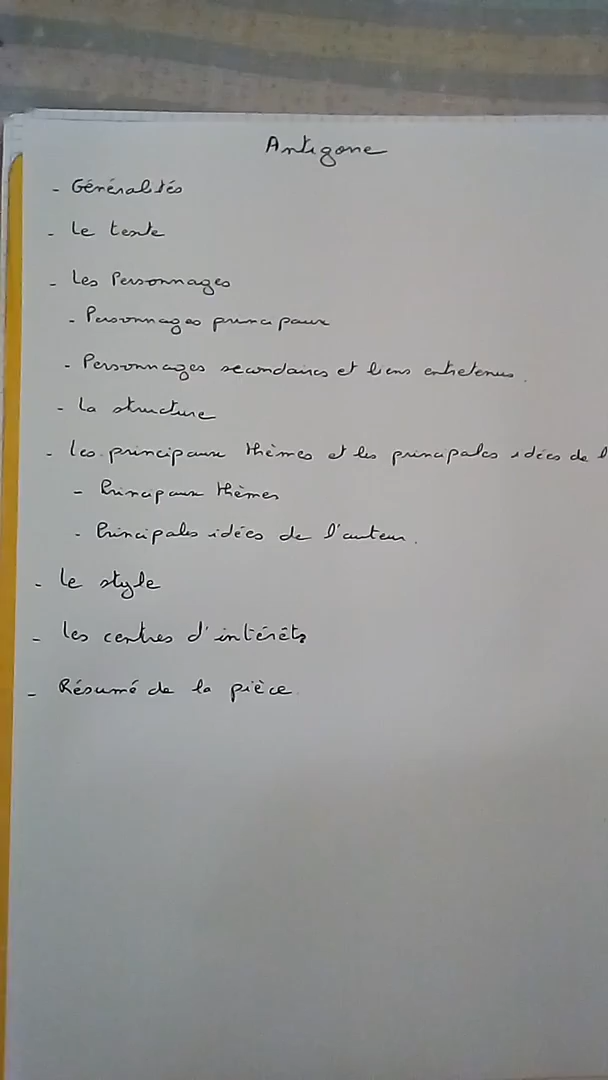 Antigone
- Généralités
- Le texte
- Les Personnages
- Personnages principaux
- Personnages secondaires et liens entretenus.
- La structure
- Les principaux thèmes et les principales idées de l
- Principaux thèmes
- Principales idées de l'auteur.
- Le style
- Les centres d'intérêts
- Résumé de la pièce.